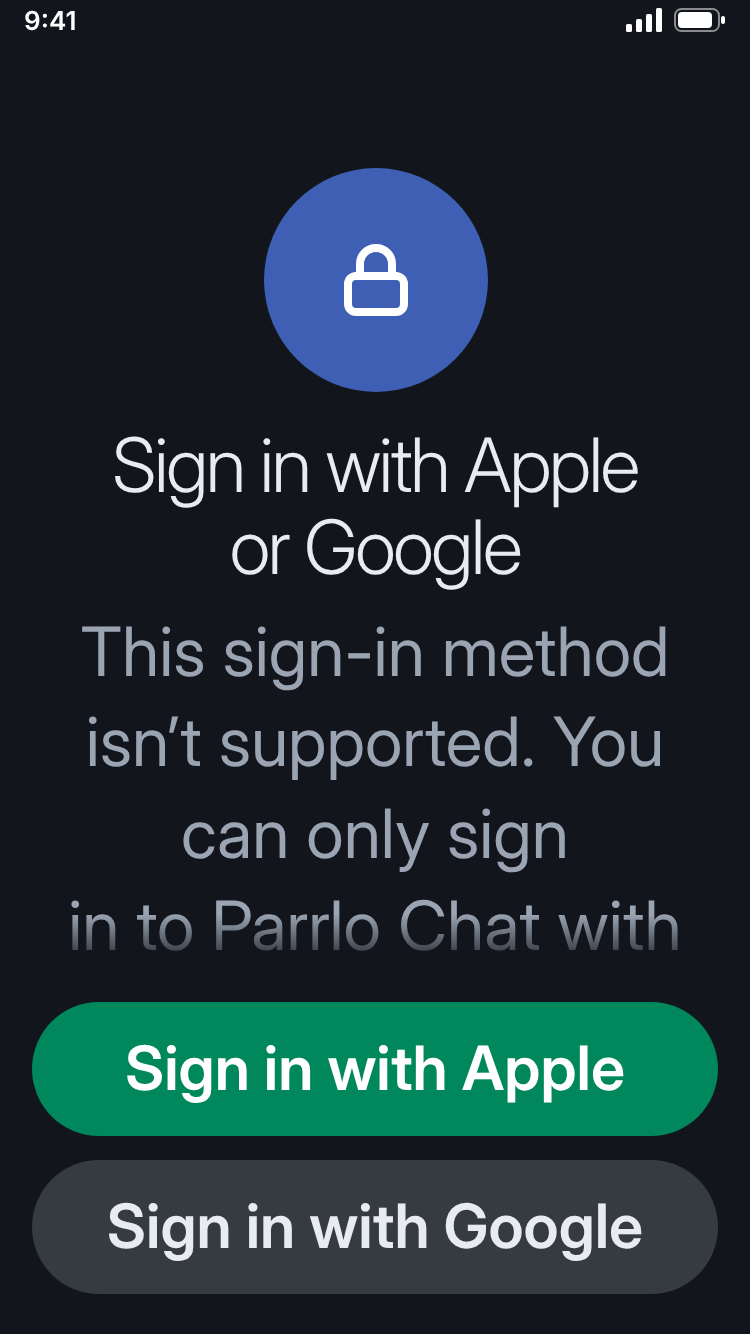 9:41
Sign in with Apple
or Google
This sign-in method
isn’t supported. You
can only sign
in to Parrlo Chat with
Sign in with Apple
Sign in with Google